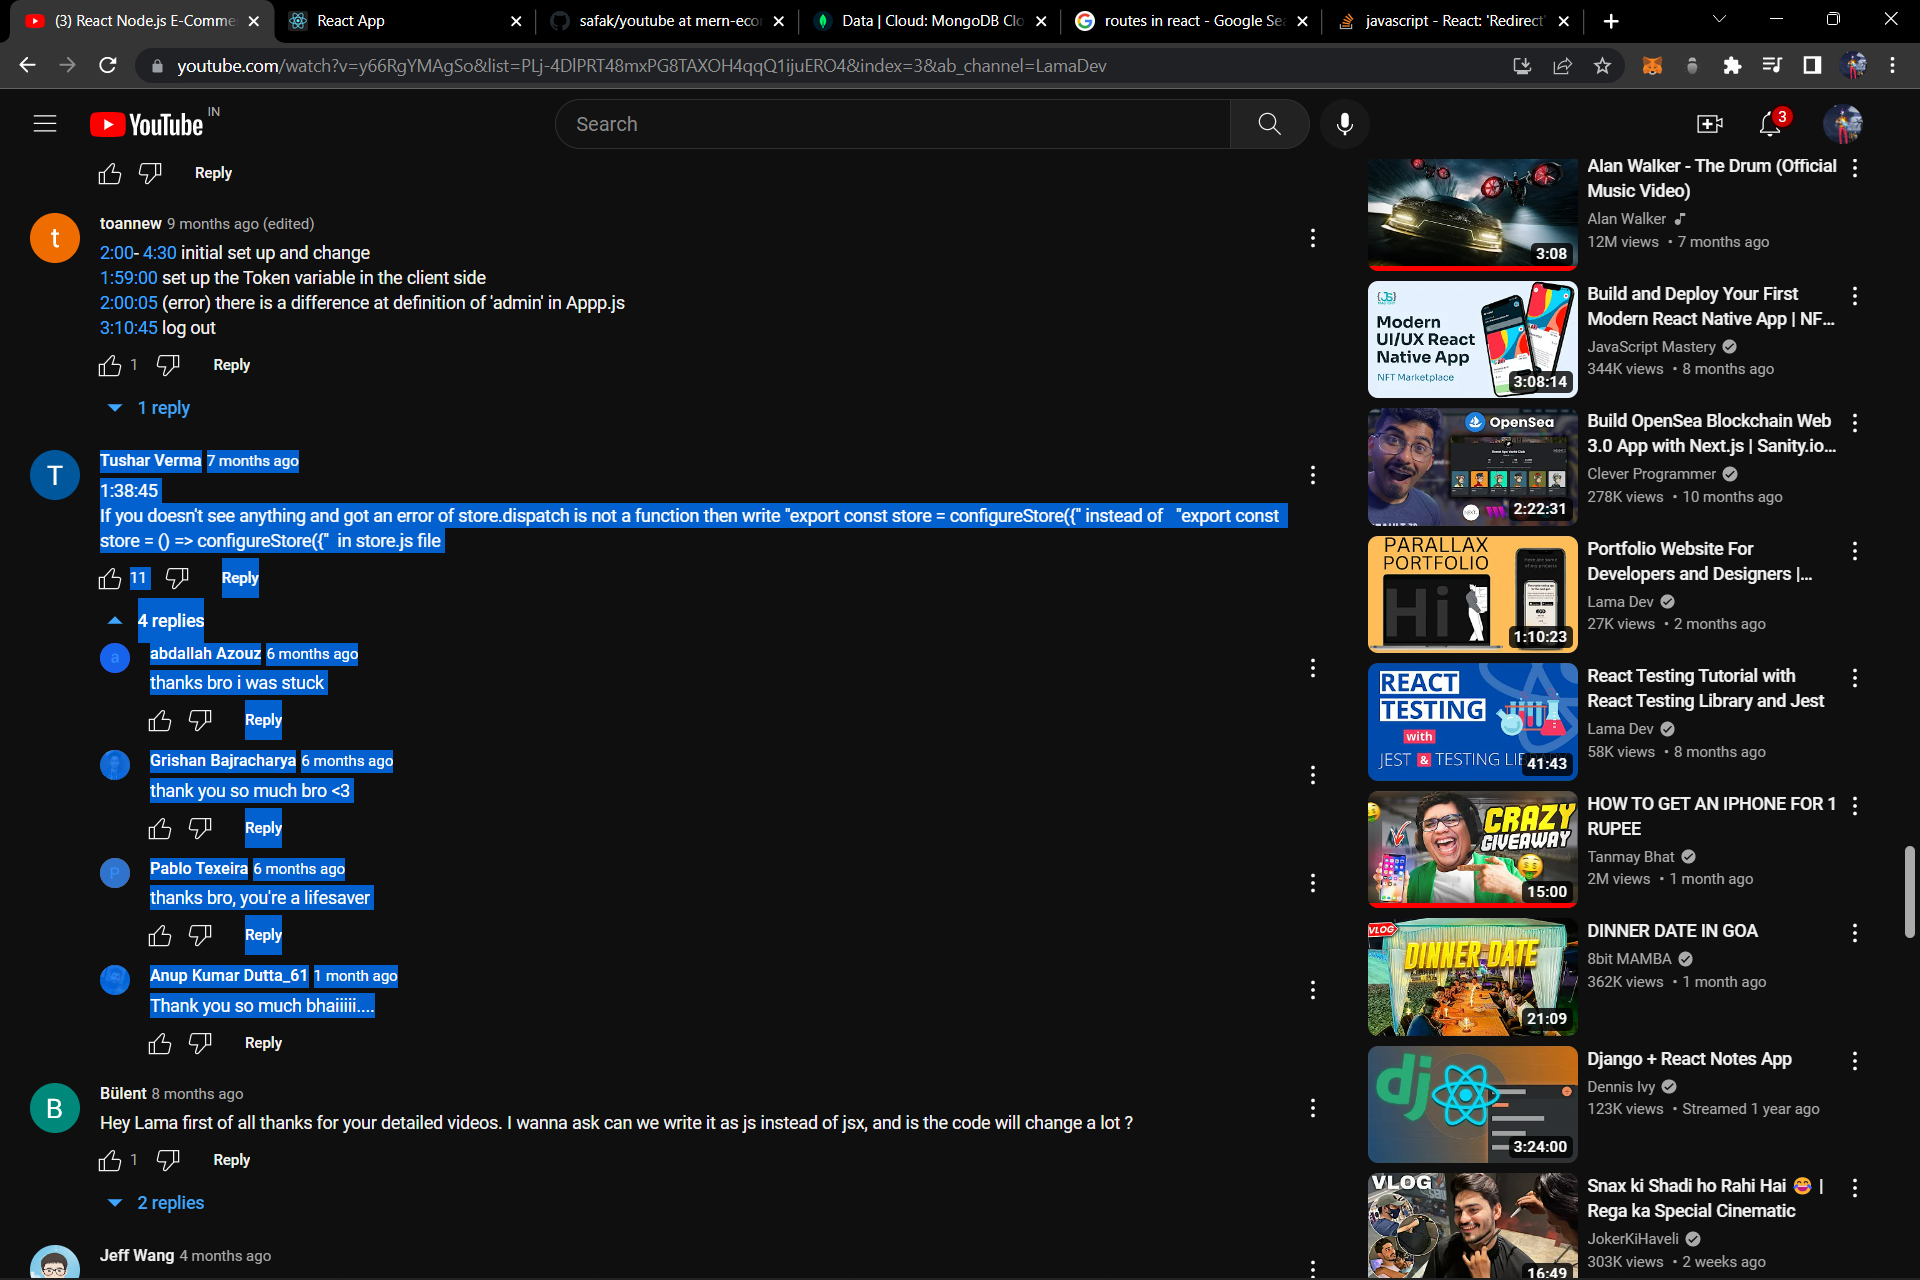 (3) React Node.js E-Comme
React App
safak/youtube at mern-eco
Data | Cloud: MongoDB Clo
routes in react - Google Se
javascript - React: 'Redirect'
youtube.com/watch?v=y66RgYMAgSo&list=PLj-4DlPRT48mxPG8TAXOH4qqQ1ijuERO4&index=3&ab_channel=LamaDev
YouTube IN
Search
3
Reply
t
toannew 9 months ago (edited)
2:00- 4:30 initial set up and change
1:59:00 set up the Token variable in the client side
2:00:05 (error) there is a difference at definition of 'admin' in Appp.js
3:10:45 log out
1 Reply
1 reply
T
Tushar Verma 7 months ago
1:38:45
If you doesn't see anything and got an error of store.dispatch is not a function then write "export const store = configureStore({" instead of "export const
store = () => configureStore({" in store.js file
11 Reply
4 replies
a
abdallah Azouz 6 months ago
thanks bro i was stuck
Reply
Grishan Bajracharya 6 months ago
thank you so much bro <3
Reply
P
Pablo Texeira 6 months ago
thanks bro, you're a lifesaver
Reply
Anup Kumar Dutta_61 1 month ago
Thank you so much bhaiiiii....
Reply
B
Bülent 8 months ago
Hey Lama first of all thanks for your detailed videos. I wanna ask can we write it as js instead of jsx, and is the code will change a lot ?
1 Reply
2 replies
Jeff Wang 4 months ago
3:08
Alan Walker - The Drum (Official
Music Video)
Alan Walker
12M views • 7 months ago
Modern
UI/UX React
Native App
NFT Marketplace
3:08:14
Build and Deploy Your First
Modern React Native App | NF...
JavaScript Mastery
344K views • 8 months ago
OpenSea
2:22:31
Build OpenSea Blockchain Web
3.0 App with Next.js | Sanity.io...
Clever Programmer
278K views • 10 months ago
PARALLAX
PORTFOLIO
Hi
1:10:23
Portfolio Website For
Developers and Designers |...
Lama Dev
27K views • 2 months ago
REACT
TESTING
with
JEST & TESTING LIB
41:43
React Testing Tutorial with
React Testing Library and Jest
Lama Dev
58K views • 8 months ago
CRAZY
GIVEAWAY
15:00
HOW TO GET AN IPHONE FOR 1
RUPEE
Tanmay Bhat
2M views • 1 month ago
VLOG
DINNER DATE
21:09
DINNER DATE IN GOA
8bit MAMBA
362K views • 1 month ago
dj
3:24:00
Django + React Notes App
Dennis Ivy
123K views • Streamed 1 year ago
VLOG
16:49
Snax ki Shadi ho Rahi Hai 😂 |
Rega ka Special Cinematic
JokerKiHaveli
303K views • 2 weeks ago